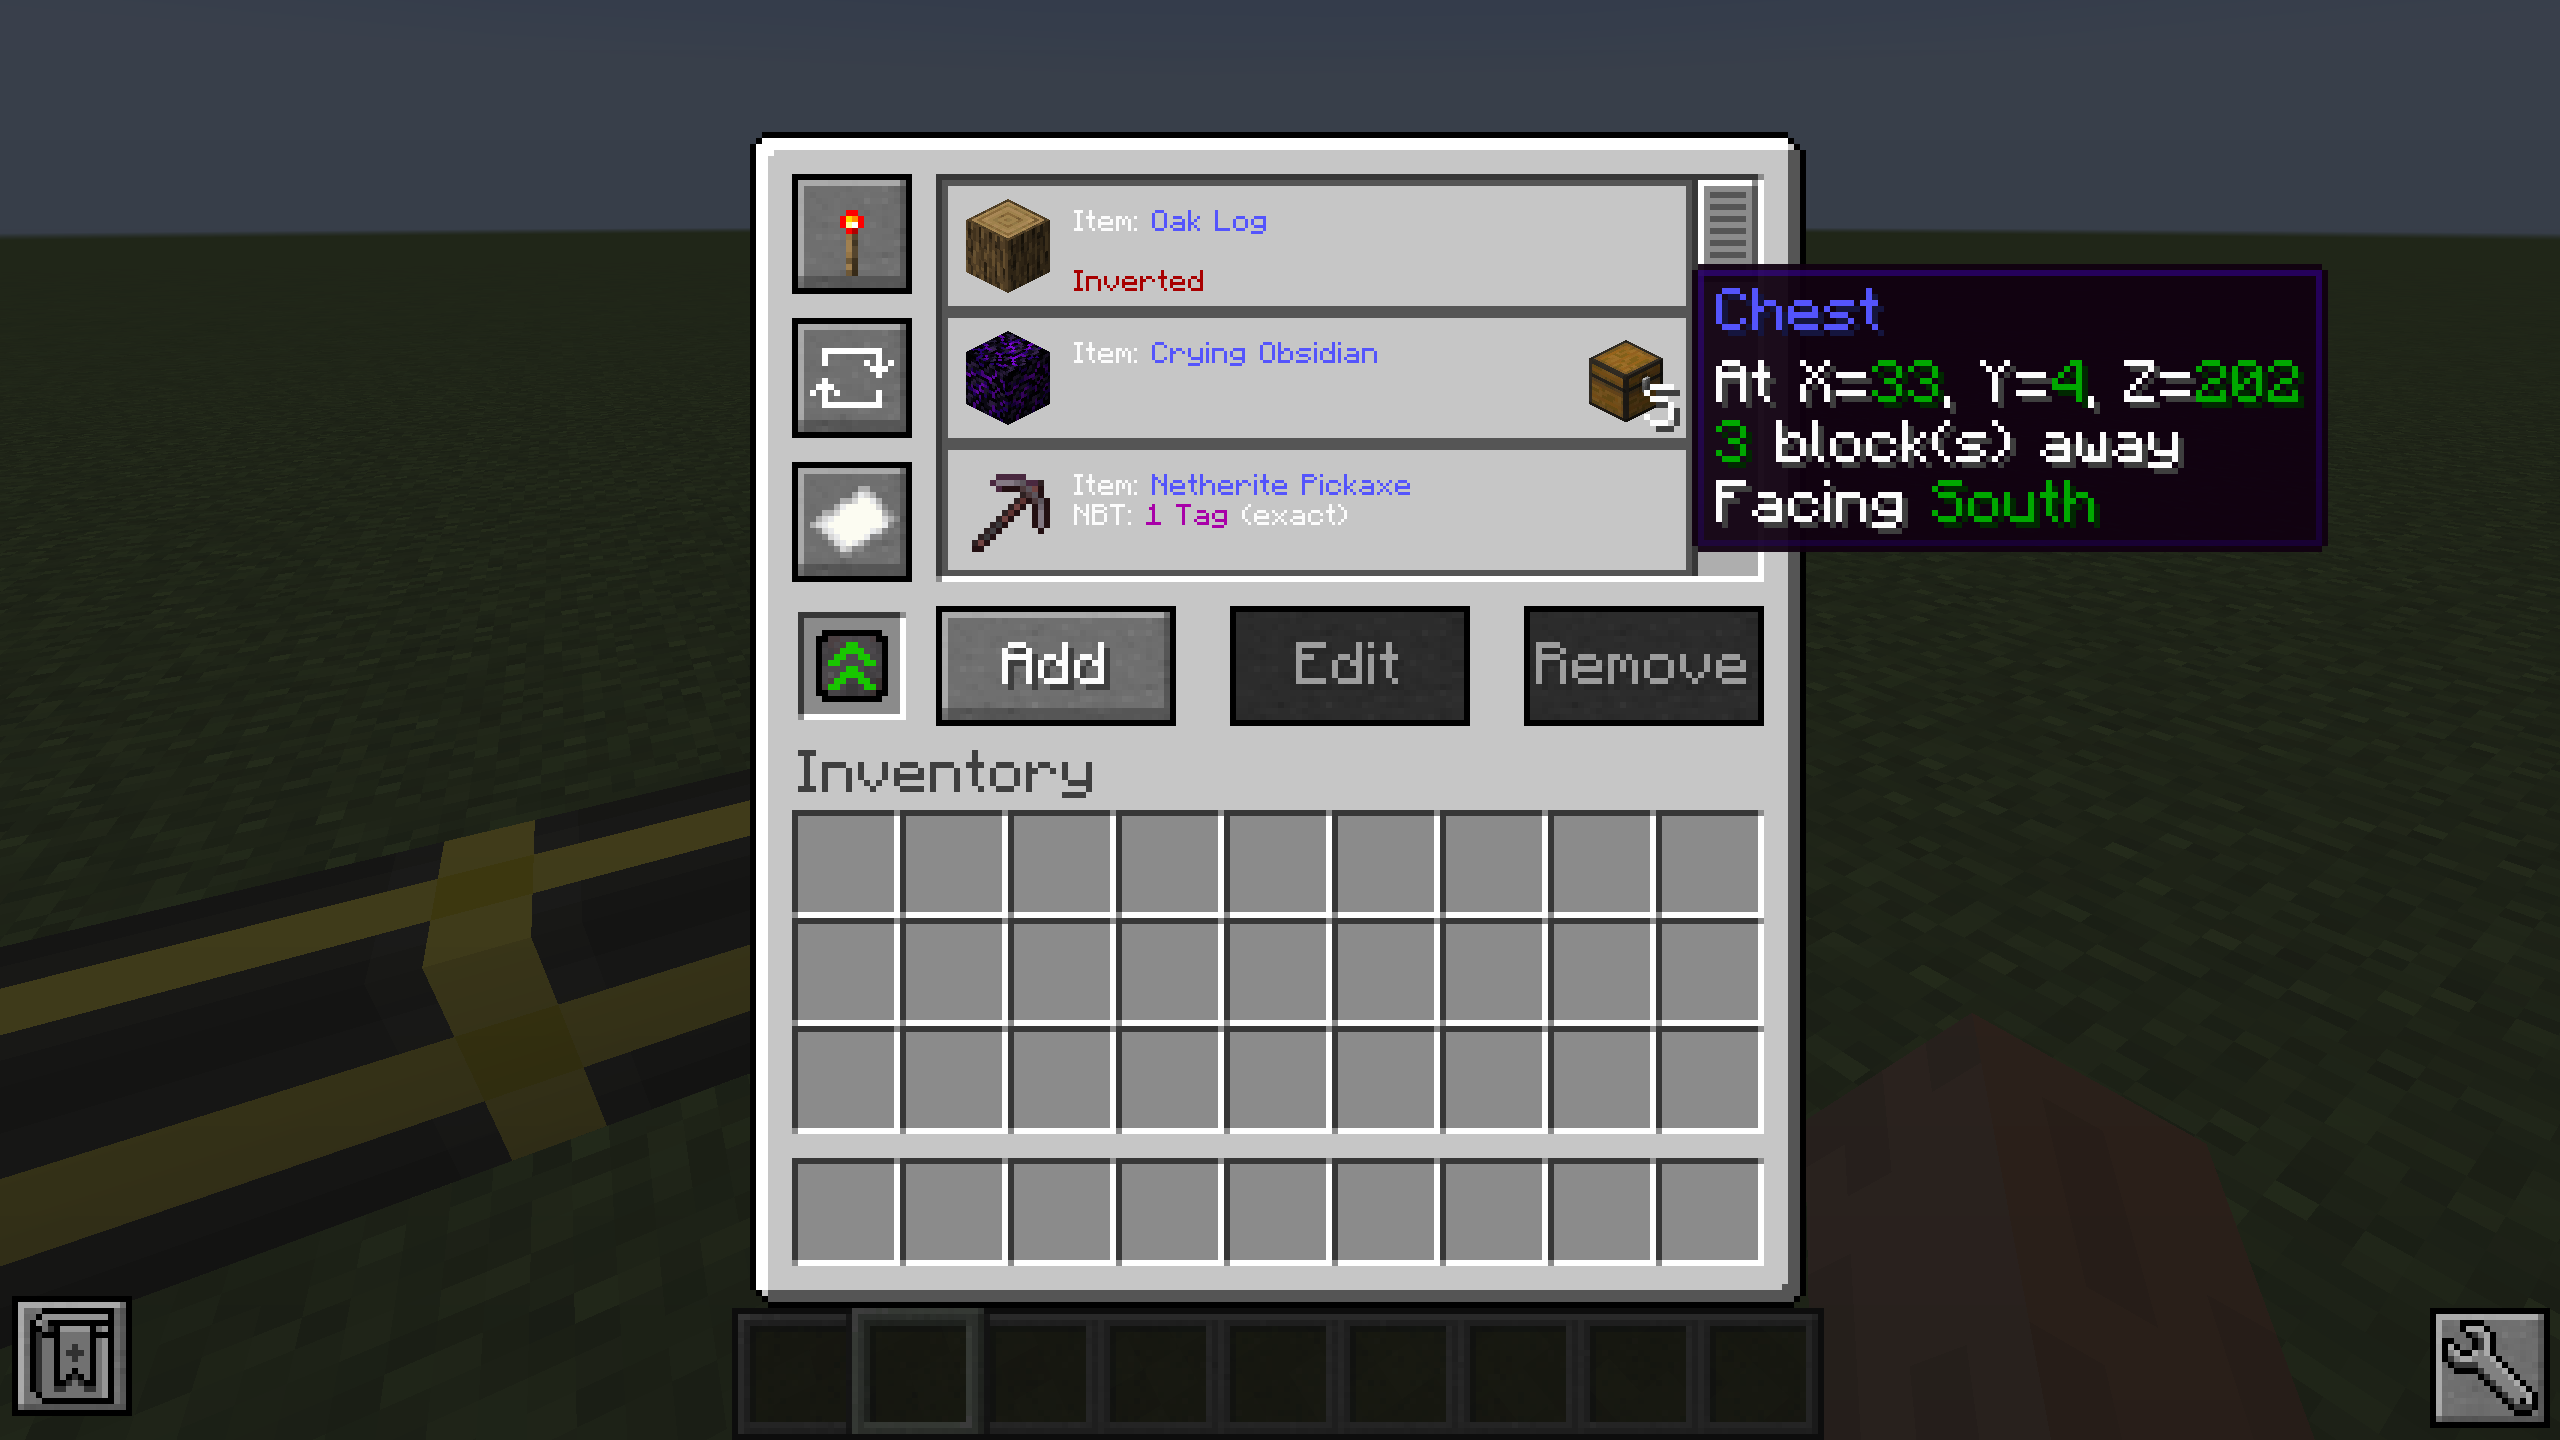 Item: Oak Log
Inverted
Item: Crying Obsidian
S
Item: Netherite Pickaxe
NBT: 1 Tag (exact)
Chest
At X=33, Y=4, Z=202
3 block(s) away
Facing South
Add
Edit
Remove
Inventory